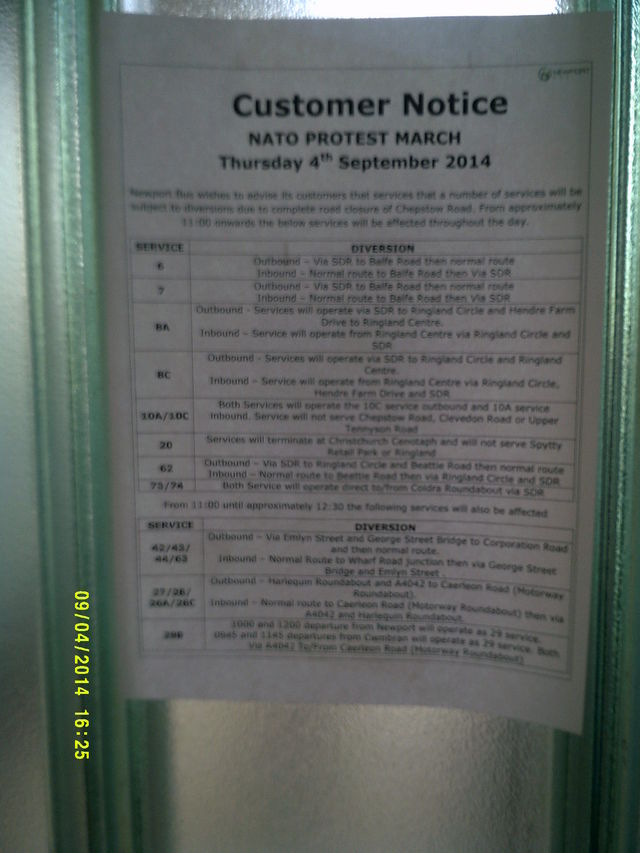 NEWPORT
Customer Notice
NATO PROTEST MARCH
Thursday 4th September 2014
Newport Bus wishes to advise its customers that services that a number of services will be
subject to diversions due to complete road closure of Chepstow Road. From approximately
11:00 onwards the below services will be affected throughout the day.
SERVICE DIVERSION
6 Outbound – Via SDR to Balfe Road then normal route
Inbound – Normal route to Balfe Road then Via SDR
7 Outbound – Via SDR to Balfe Road then normal route
Inbound – Normal route to Balfe Road then Via SDR
8A Outbound - Services will operate via SDR to Ringland Circle and Hendre Farm
Drive to Ringland Centre.
Inbound – Service will operate from Ringland Centre via Ringland Circle and
SDR
8C Outbound - Services will operate via SDR to Ringland Circle and Ringland
Centre.
Inbound – Service will operate from Ringland Centre via Ringland Circle,
Hendre Farm Drive and SDR
10A/10C Both Services will operate the 10C service outbound and 10A service
inbound. Service will not serve Chepstow Road, Clevedon Road or Upper
Tennyson Road
20 Services will terminate at Christchurch Cenotaph and will not serve Spytty
Retail Park or Ringland
62 Outbound – Via SDR to Ringland Circle and Beattie Road then normal route
Inbound – Normal route to Beattie Road then via Ringland Circle and SDR
73/74 Both Service will operate direct to/from Coldra Roundabout via SDR
From 11:00 until approximately 12:30 the following services will also be affected
SERVICE DIVERSION
42/43/ Outbound – Via Emlyn Street and George Street Bridge to Corporation Road
44/63 and then normal route.
Inbound – Normal Route to Wharf Road junction then via George Street
Bridge and Emlyn Street .
27/28/ Outbound – Harlequin Roundabout and A4042 to Caerleon Road (Motorway
26A/26C Roundabout).
Inbound – Normal route to Caerleon Road (Motorway Roundabout) then via
A4042 and Harlequin Roundabout.
1000 and 1200 departure from Newport will operate as 29 service.
0945 and 1145 departures from Cwmbran will operate as 29 service. Both
Via A4042 To/From Caerleon Road (Motorway Roundabout)
09/04/2014 16:25